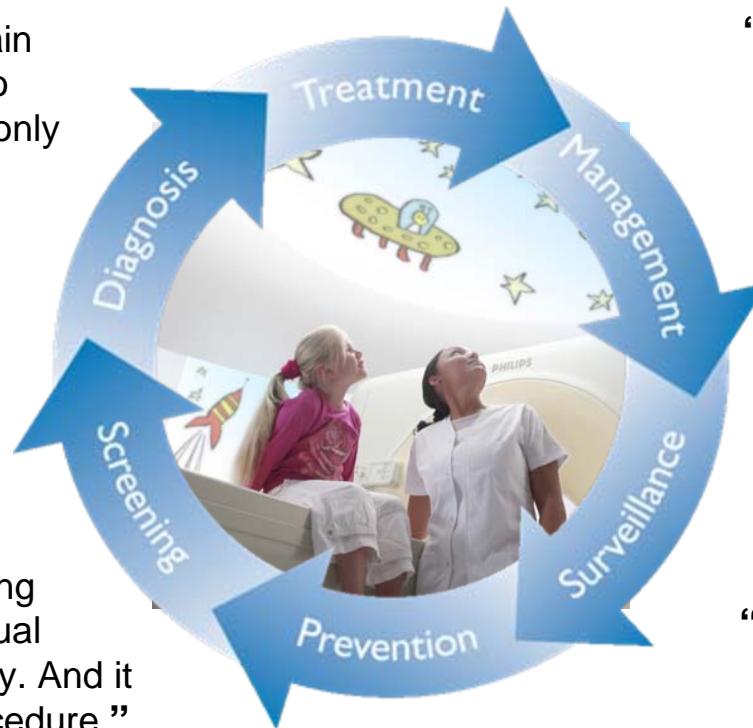 ain
o
only
“
Treatment
Management
Surveillance
Prevention
Screening
Diagnosis
PHILIPS
ng
ual
y. And it
cedure.”
“